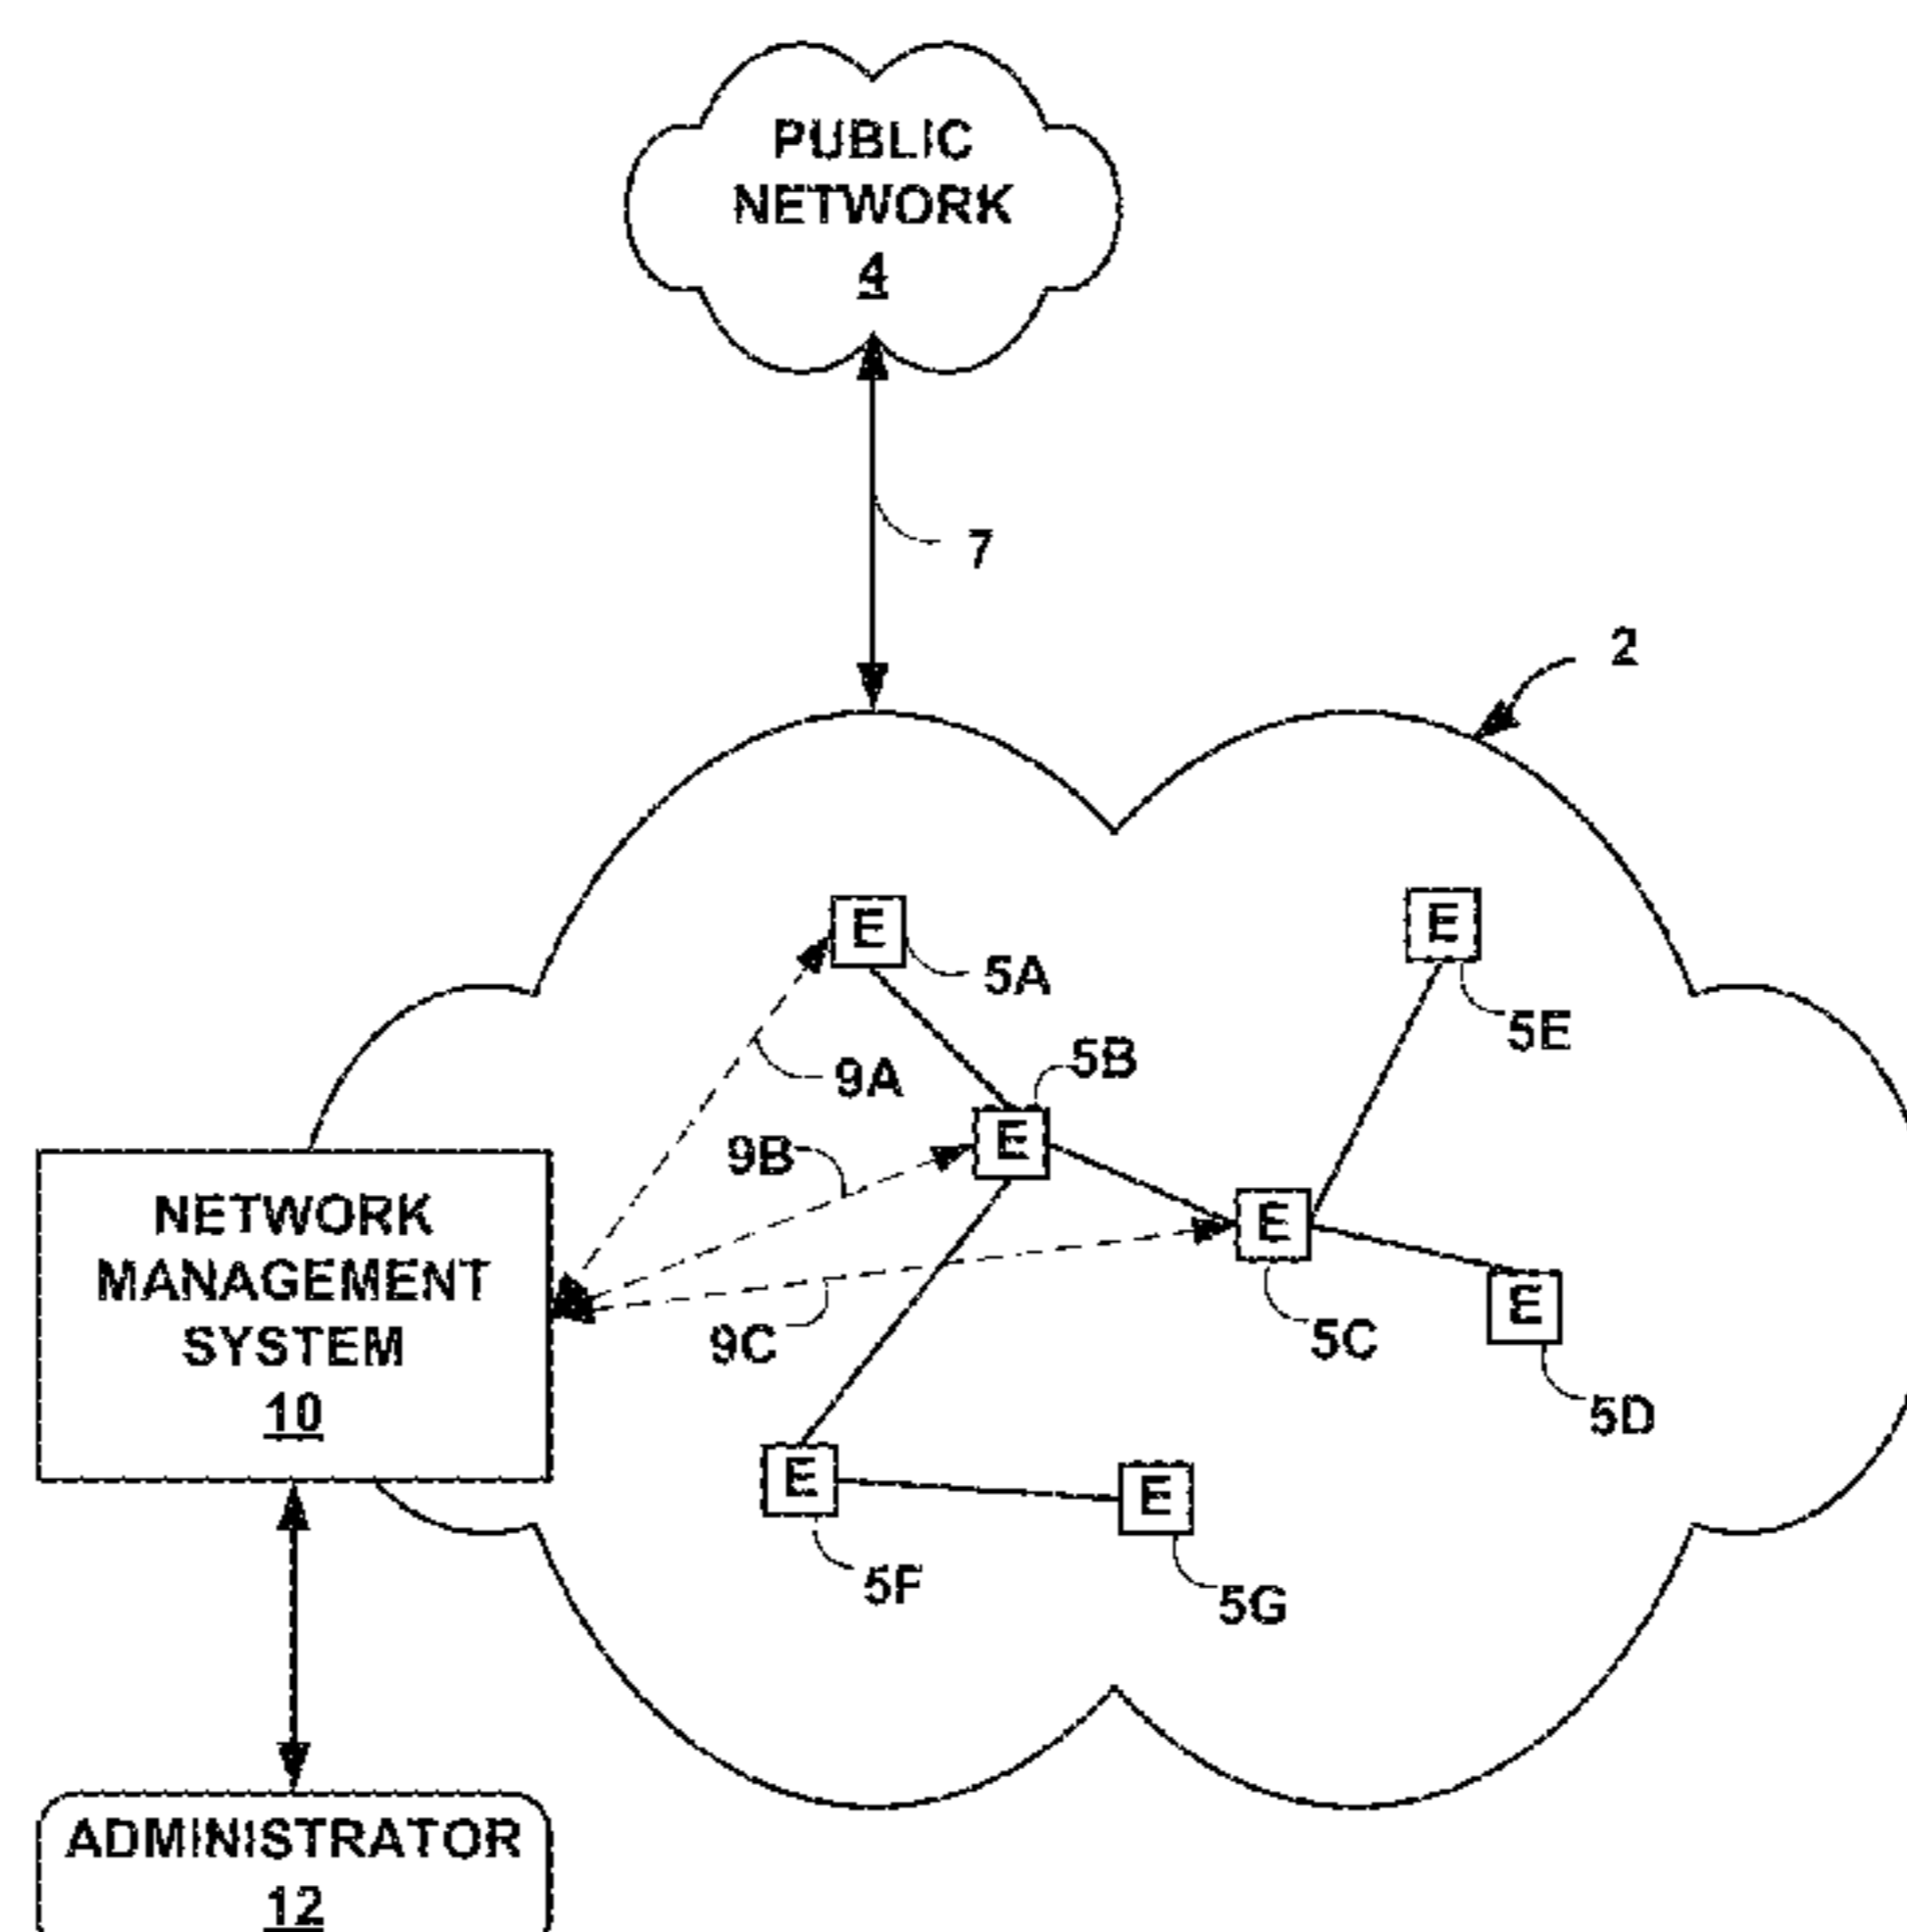 PUBLIC
NETWORK
4
7
2
E
5A
E
5E
9A
5B
E
9B
NETWORK
MANAGEMENT
SYSTEM
10
E
9C
5C
E
5D
E
5F
E
5G
ADMINISTRATOR
12